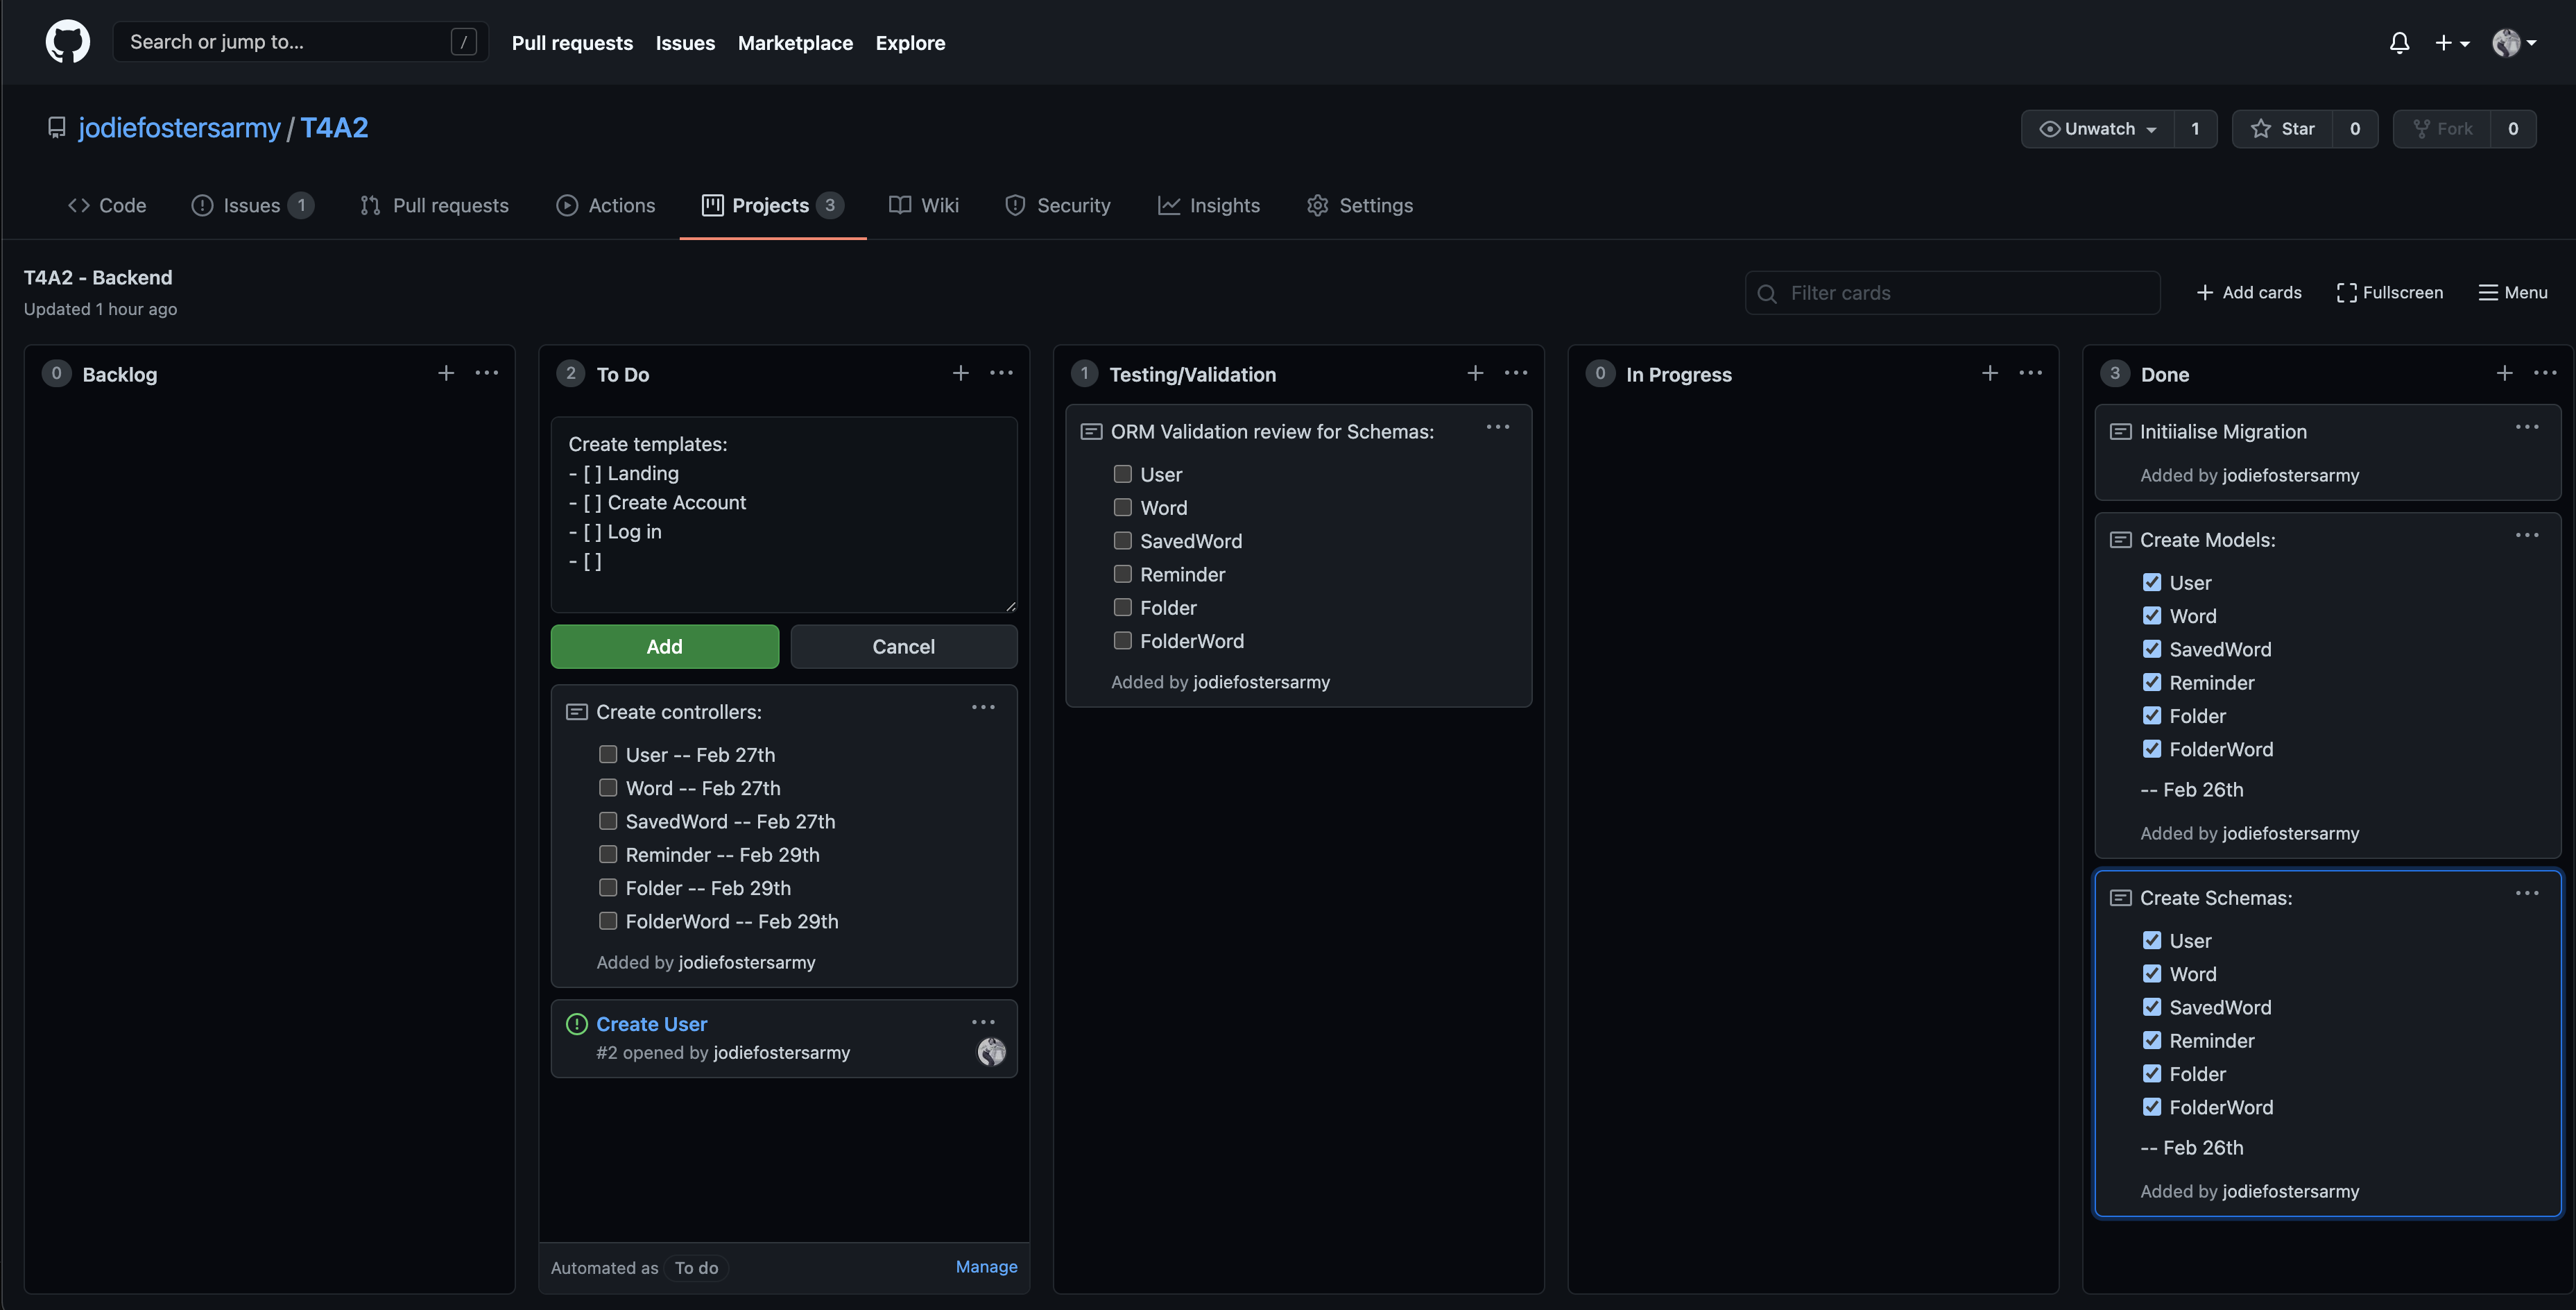 Search or jump to... /
Pull requests Issues Marketplace Explore
jodiefostersarmy / T4A2
Unwatch 1 Star 0 Fork 0
Code Issues 1 Pull requests Actions Projects 3 Wiki Security Insights Settings
T4A2 - Backend
Updated 1 hour ago
Filter cards
Add cards Fullscreen Menu
0 Backlog
2 To Do
Create templates:
- [ ] Landing
- [ ] Create Account
- [ ] Log in
- [ ]
Add Cancel
Create controllers:
User -- Feb 27th
Word -- Feb 27th
SavedWord -- Feb 27th
Reminder -- Feb 29th
Folder -- Feb 29th
FolderWord -- Feb 29th
Added by jodiefostersarmy
Create User
#2 opened by jodiefostersarmy
Automated as To do Manage
1 Testing/Validation
ORM Validation review for Schemas:
User
Word
SavedWord
Reminder
Folder
FolderWord
Added by jodiefostersarmy
0 In Progress
3 Done
Initiialise Migration
Added by jodiefostersarmy
Create Models:
User
Word
SavedWord
Reminder
Folder
FolderWord
-- Feb 26th
Added by jodiefostersarmy
Create Schemas:
User
Word
SavedWord
Reminder
Folder
FolderWord
-- Feb 26th
Added by jodiefostersarmy